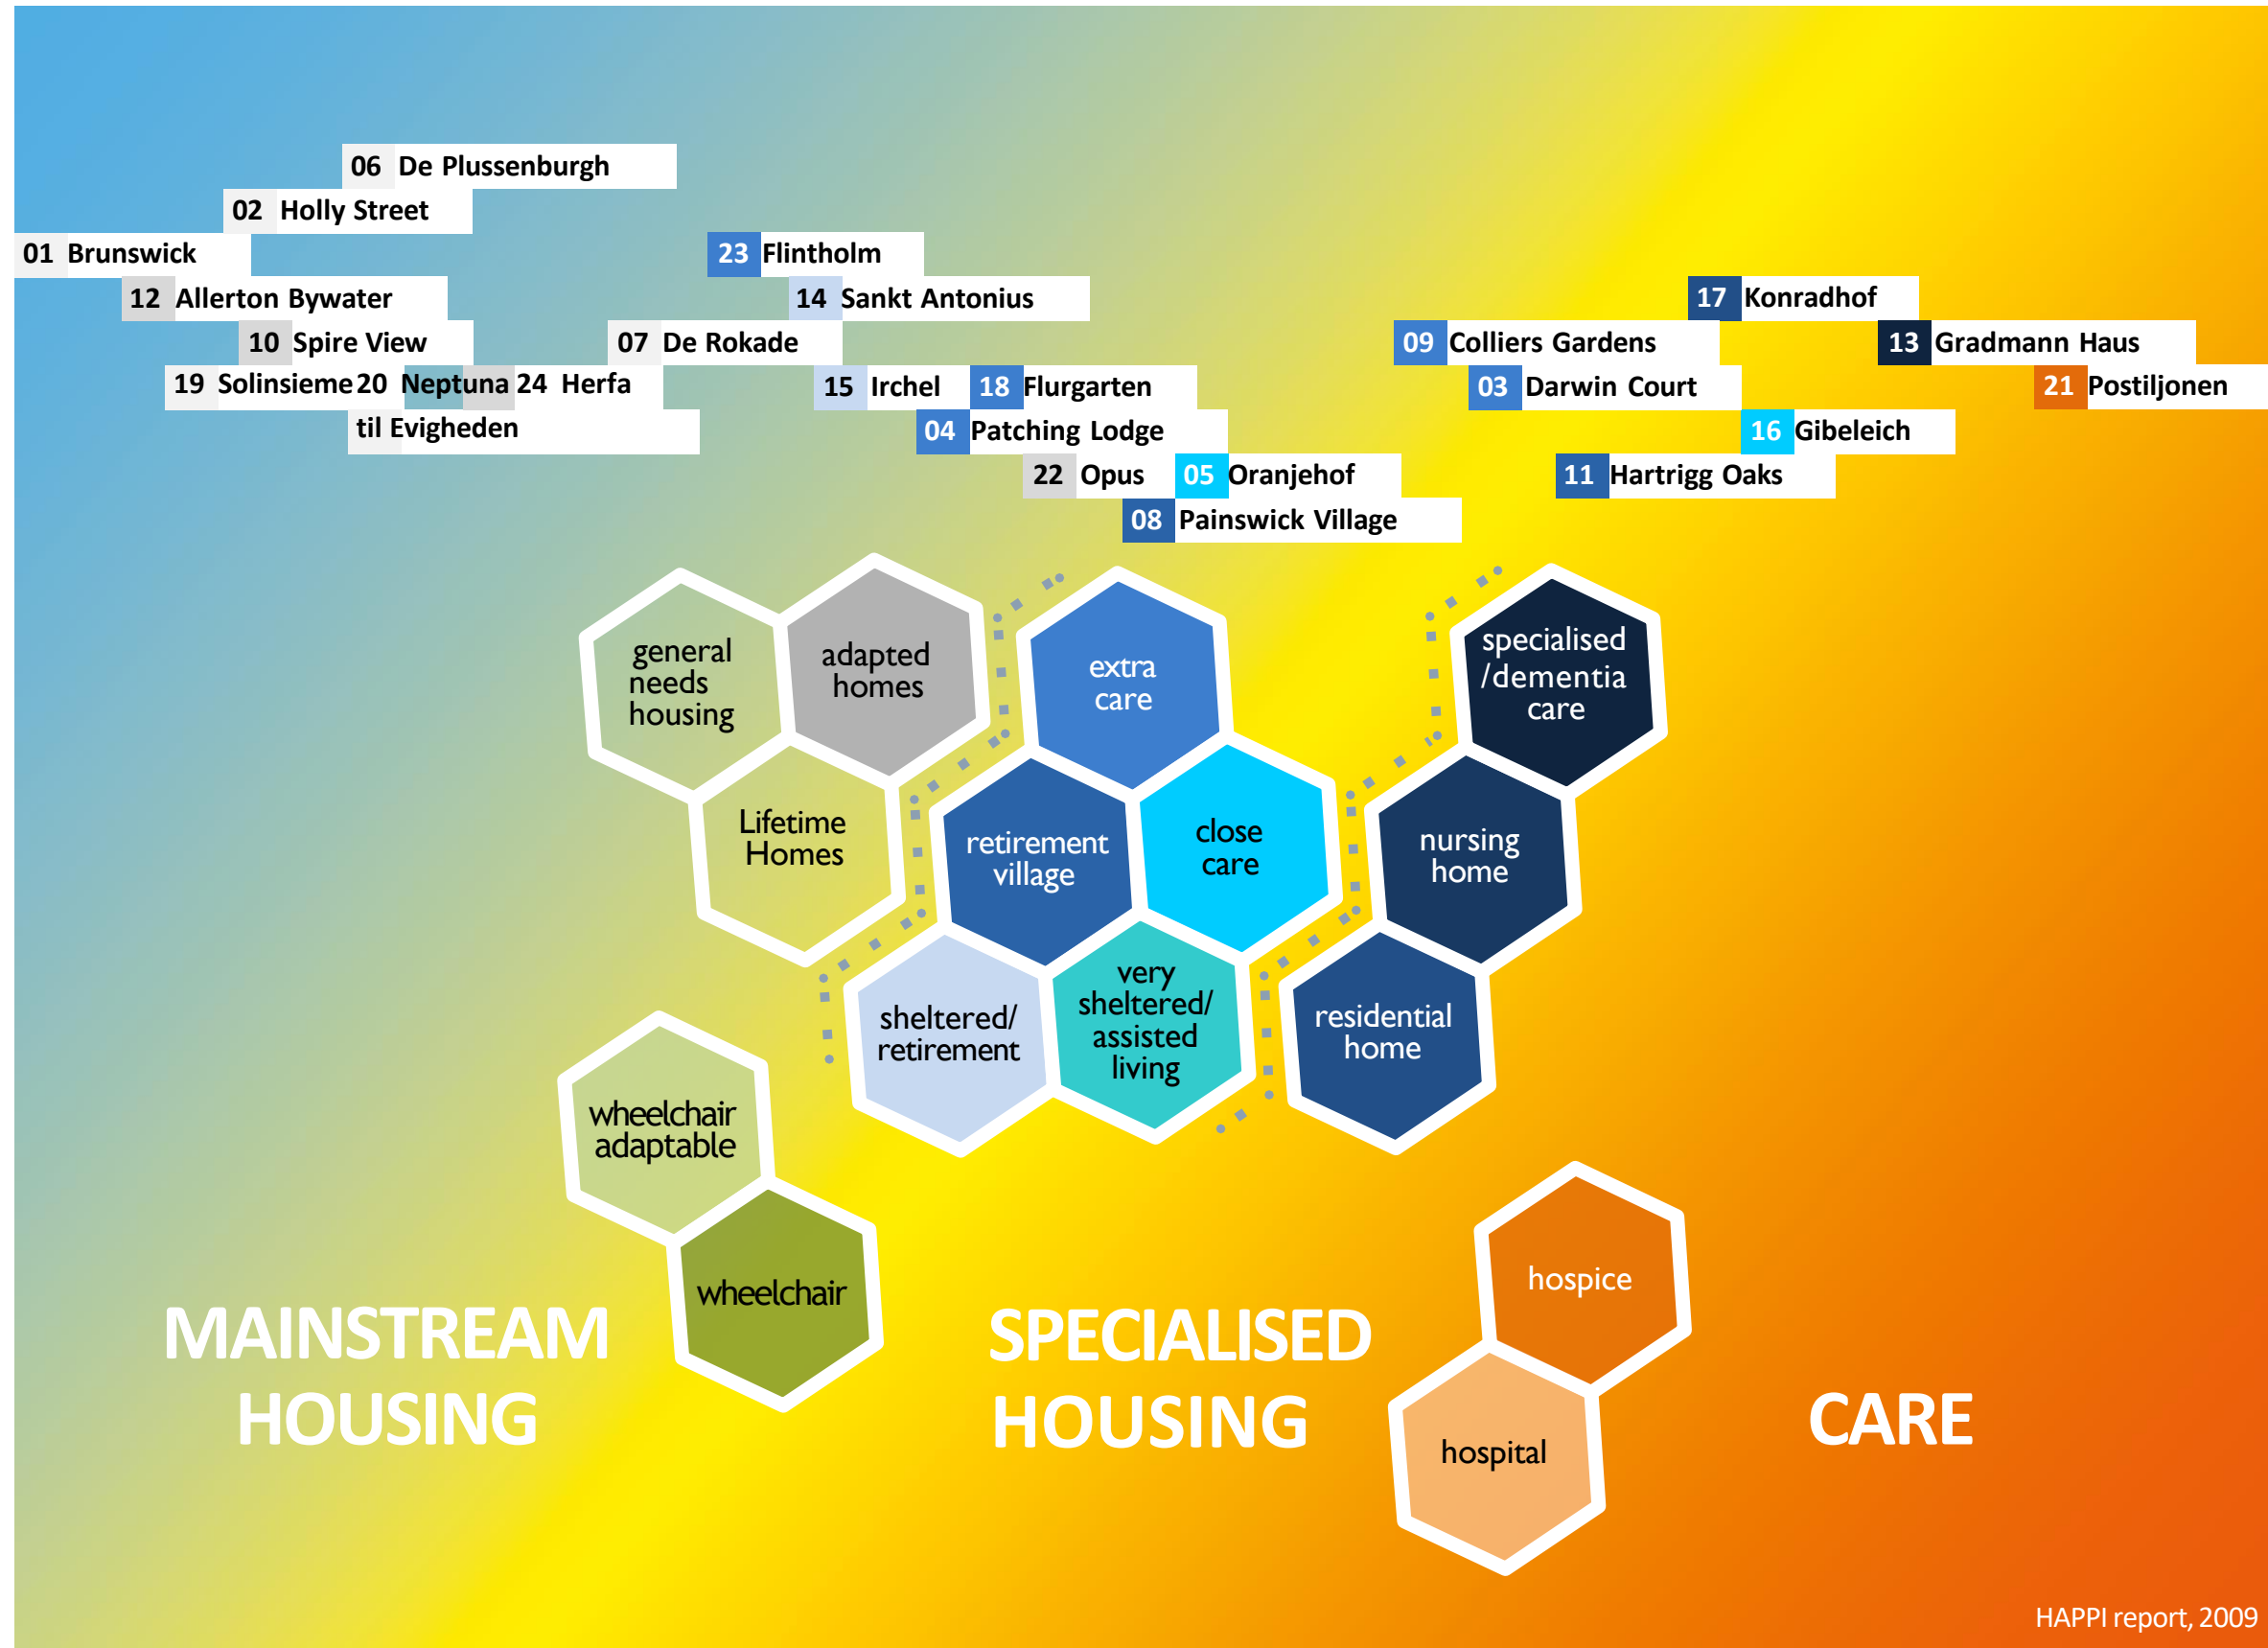 06 De Plussenburgh
02 Holly Street
01 Brunswick
23 Flintholm
12 Allerton Bywater
14 Sankt Antonius
17 Konradhof
10 Spire View
07 De Rokade
09 Colliers Gardens
13 Gradmann Haus
19 Solinsieme 20 Neptuna 24 Herfa
til Evigheden
15 Irchel
18 Flurgarten
03 Darwin Court
21 Postiljonen
04 Patching Lodge
16 Gibeleich
22 Opus
05 Oranjehof
11 Hartrigg Oaks
08 Painswick Village
general
needs
housing
adapted
homes
extra
care
specialised
/dementia
care
Lifetime
Homes
retirement
village
close
care
nursing
home
sheltered/
retirement
very
sheltered/
assisted
living
residential
home
wheelchair
adaptable
wheelchair
hospice
hospital
MAINSTREAM
HOUSING
SPECIALISED
HOUSING
CARE
HAPPI report, 2009